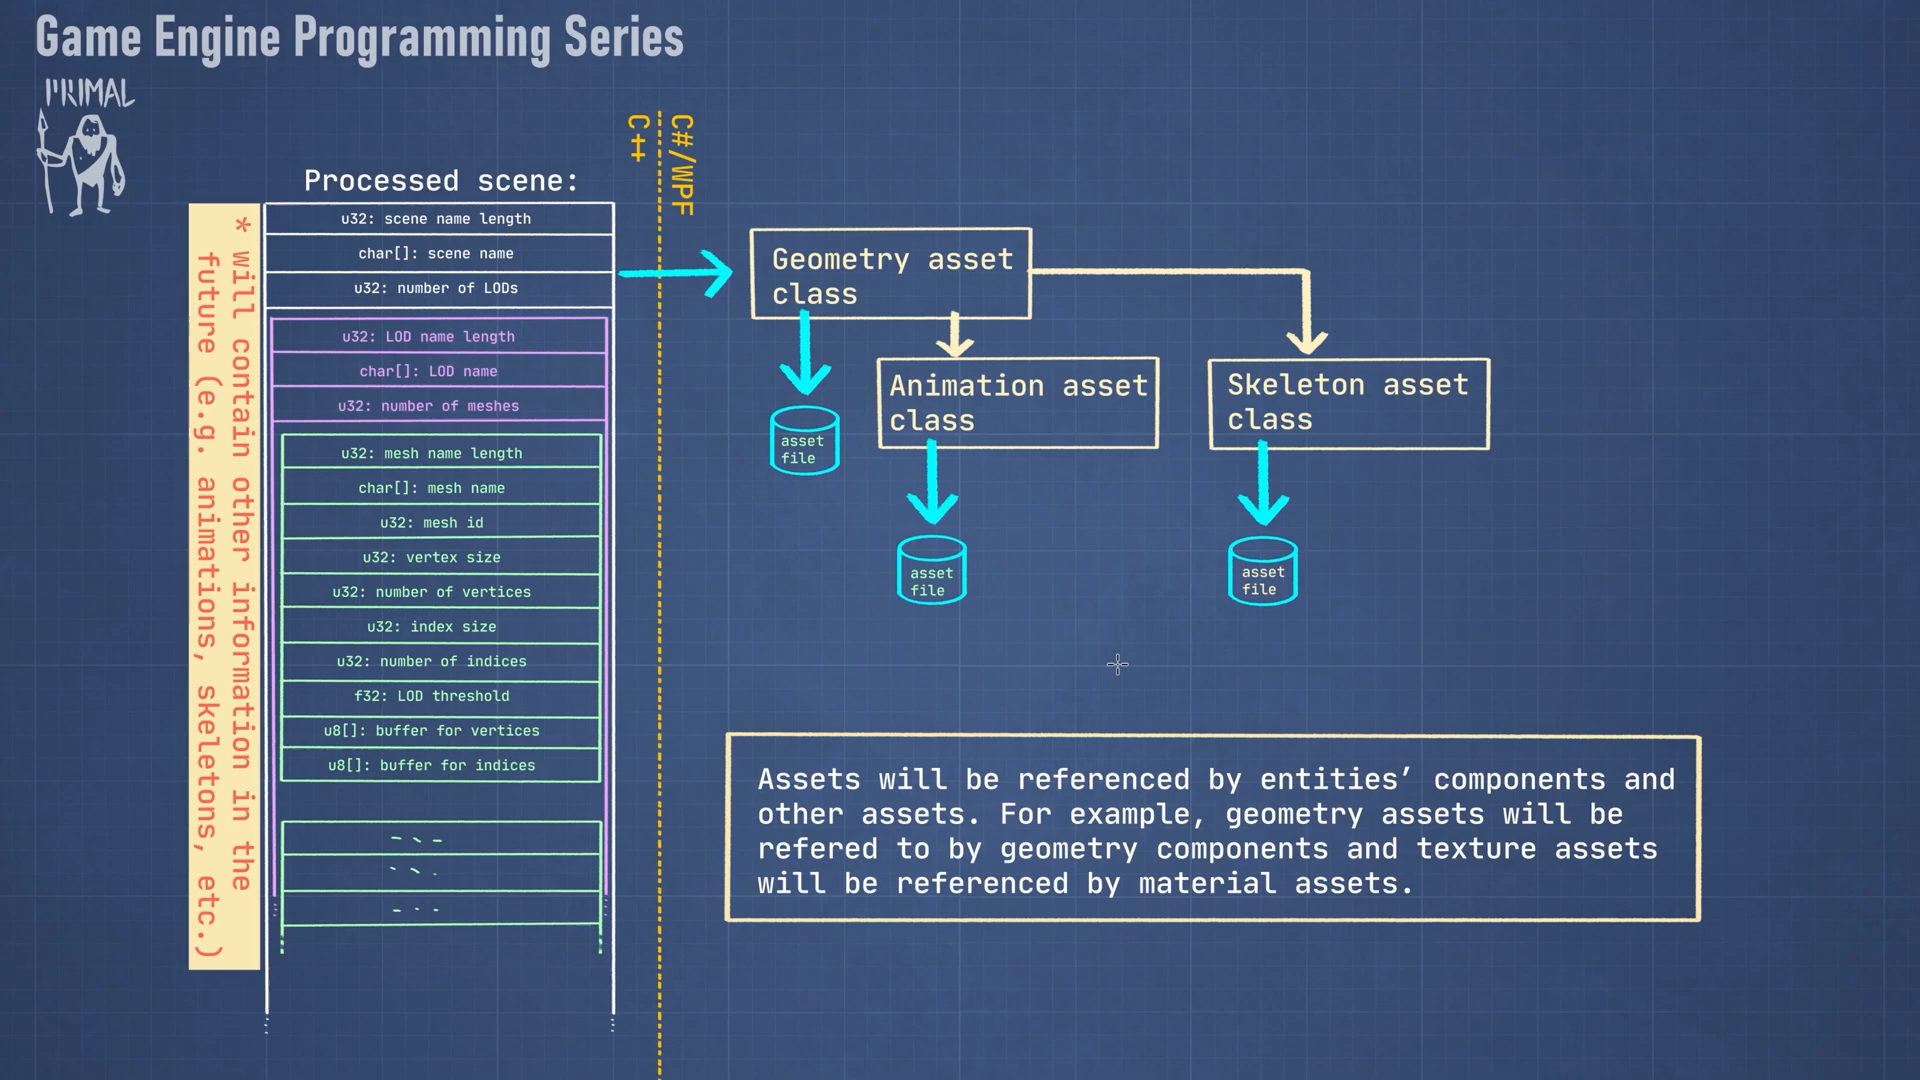 Game Engine Programming Series
PRIMAL
C++
C#/WPF
Processed scene:
* will contain other information in the
future (e.g. animations, skeletons, etc.)
u32: scene name length
char[]: scene name
u32: number of LODs
u32: LOD name length
char[]: LOD name
u32: number of meshes
u32: mesh name length
char[]: mesh name
u32: mesh id
u32: vertex size
u32: number of vertices
u32: index size
u32: number of indices
f32: LOD threshold
u8[]: buffer for vertices
u8[]: buffer for indices
Geometry asset
class
asset
file
Animation asset
class
asset
file
Skeleton asset
class
asset
file
Assets will be referenced by entities’ components and
other assets. For example, geometry assets will be
refered to by geometry components and texture assets
will be referenced by material assets.